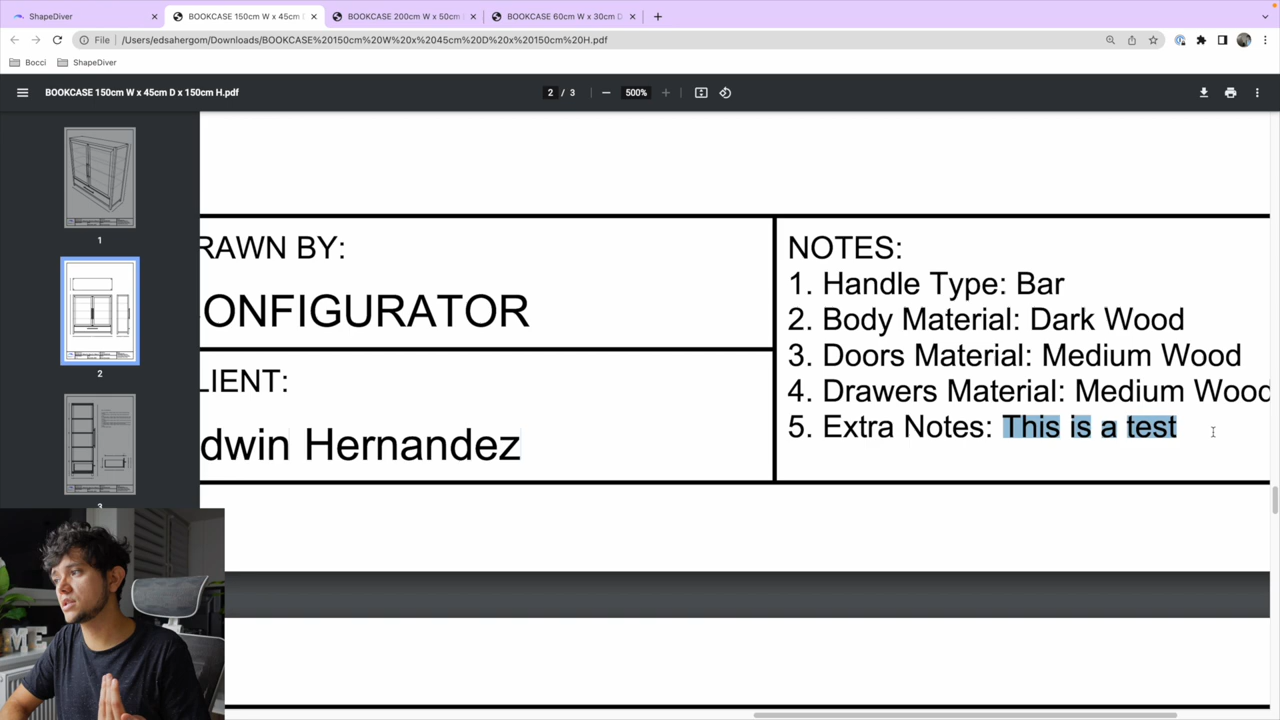 ShapeDiver
BOOKCASE 150cm W x 45cm
BOOKCASE 200cm W x 50cm
BOOKCASE 60cm W x 30cm D
File
/Users/edsahergom/Downloads/BOOKCASE%20150cm%20W%20x%2045cm%20D%20x%20150cm%20H.pdf
Bocci
ShapeDiver
BOOKCASE 150cm W x 45cm D x 150cm H.pdf
2 / 3
500%
1
2
RAWN BY:
ONFIGURATOR
LIENT:
dwin Hernandez
NOTES:
1. Handle Type: Bar
2. Body Material: Dark Wood
3. Doors Material: Medium Wood
4. Drawers Material: Medium Wood
5. Extra Notes: This is a test